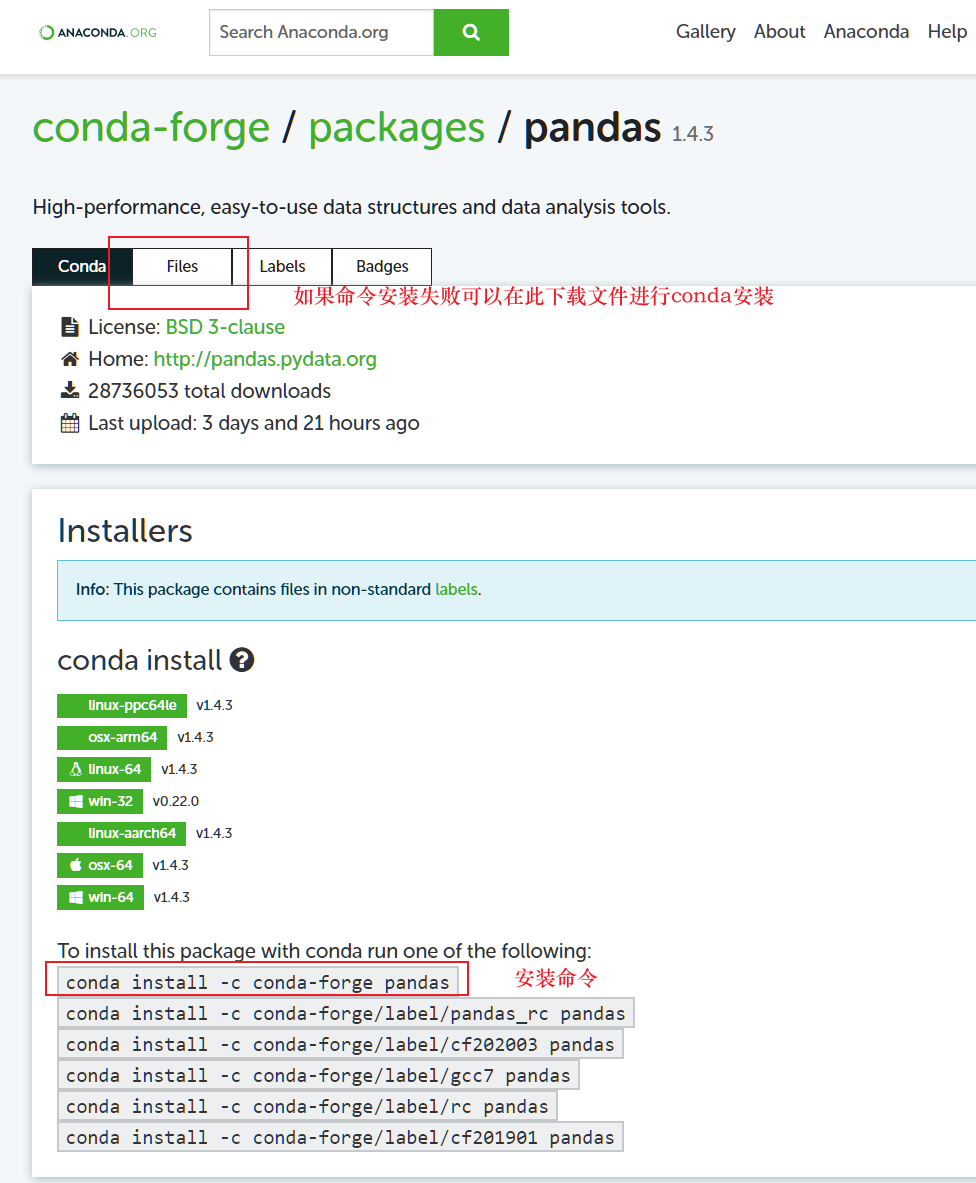 ANACONDA.ORG
Search Anaconda.org
Gallery About Anaconda Help
conda-forge / packages / pandas 1.4.3
High-performance, easy-to-use data structures and data analysis tools.
Conda Files Labels Badges
如果命令安装失败可以在此下载文件进行conda安装
License: BSD 3-clause
Home: http://pandas.pydata.org
28736053 total downloads
Last upload: 3 days and 21 hours ago
Installers
Info: This package contains files in non-standard labels.
conda install ?
linux-ppc64le v1.4.3
osx-arm64 v1.4.3
linux-64 v1.4.3
win-32 v0.22.0
linux-aarch64 v1.4.3
osx-64 v1.4.3
win-64 v1.4.3
To install this package with conda run one of the following:
conda install -c conda-forge pandas 安装命令
conda install -c conda-forge/label/pandas_rc pandas
conda install -c conda-forge/label/cf202003 pandas
conda install -c conda-forge/label/gcc7 pandas
conda install -c conda-forge/label/rc pandas
conda install -c conda-forge/label/cf201901 pandas